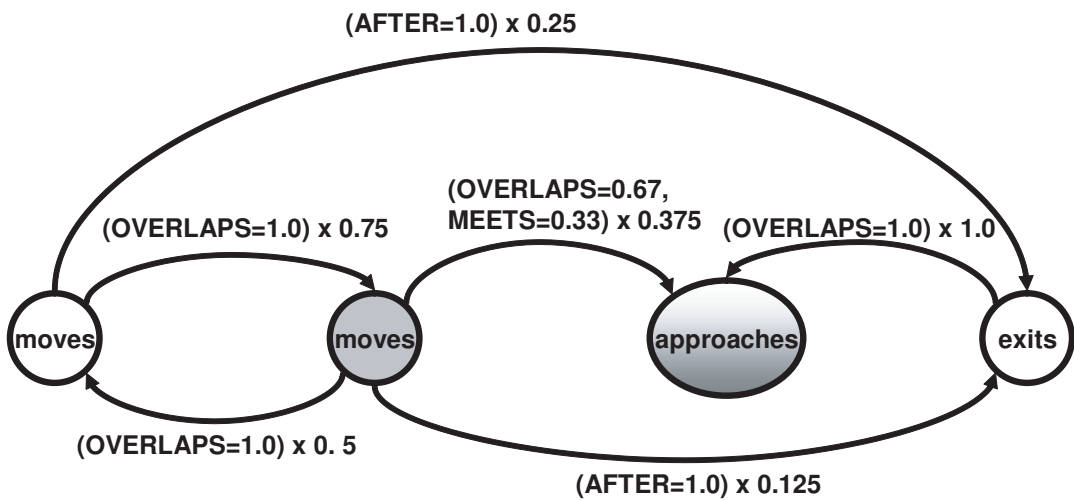 (AFTER=1.0) x 0.25
(OVERLAPS=0.67,
MEETS=0.33) x 0.375
(OVERLAPS=1.0) x 0.75
(OVERLAPS=1.0) x 1.0
moves
moves
approaches
exits
(OVERLAPS=1.0) x 0. 5
(AFTER=1.0) x 0.125